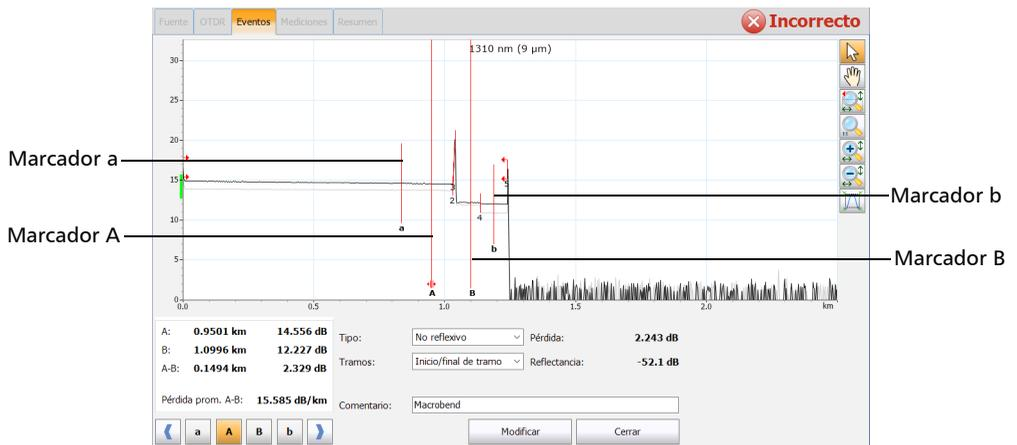 Fuente OTDR Eventos Mediciones Resumen
Incorrecto
1310 nm (9 µm)
30
25
20
15
10
5
0
Marcador a
Marcador A
Marcador b
Marcador B
3
2
4
5
a
b
A
B
0.0 0.5 1.0 1.5 2.0 km
A: 0.9501 km 14.556 dB
B: 1.0996 km 12.227 dB
A-B: 0.1494 km 2.329 dB
Pérdida prom. A-B: 15.585 dB/km
Tipo: No reflexivo Pérdida: 2.243 dB
Tramos: Inicio/final de tramo Reflectancia: -52.1 dB
Comentario: Macrobend
a A B b
Modificar Cerrar